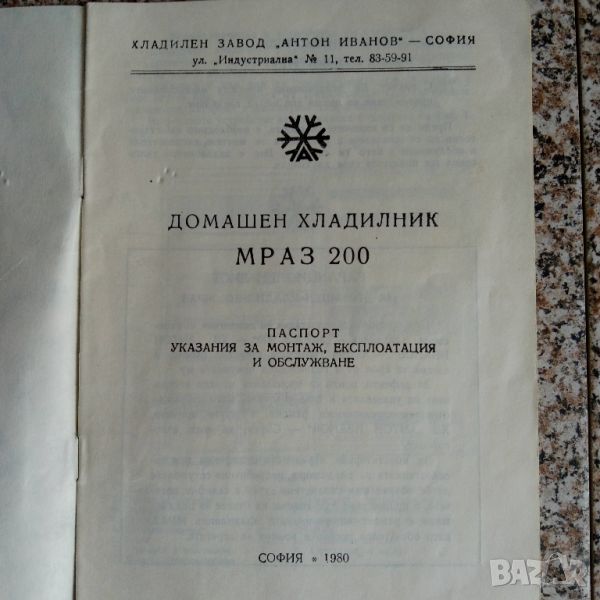 ХЛАДИЛЕН ЗАВОД „АНТОН ИВАНОВ“ — СОФИЯ
ул. „Индустриална“ № 11, тел. 83-59-91
ДОМАШЕН ХЛАДИЛНИК
МРАЗ 200
ПАСПОРТ
УКАЗАНИЯ ЗА МОНТАЖ, ЕКСПЛОАТАЦИЯ
И ОБСЛУЖВАНЕ
СОФИЯ * 1980
BAZAR